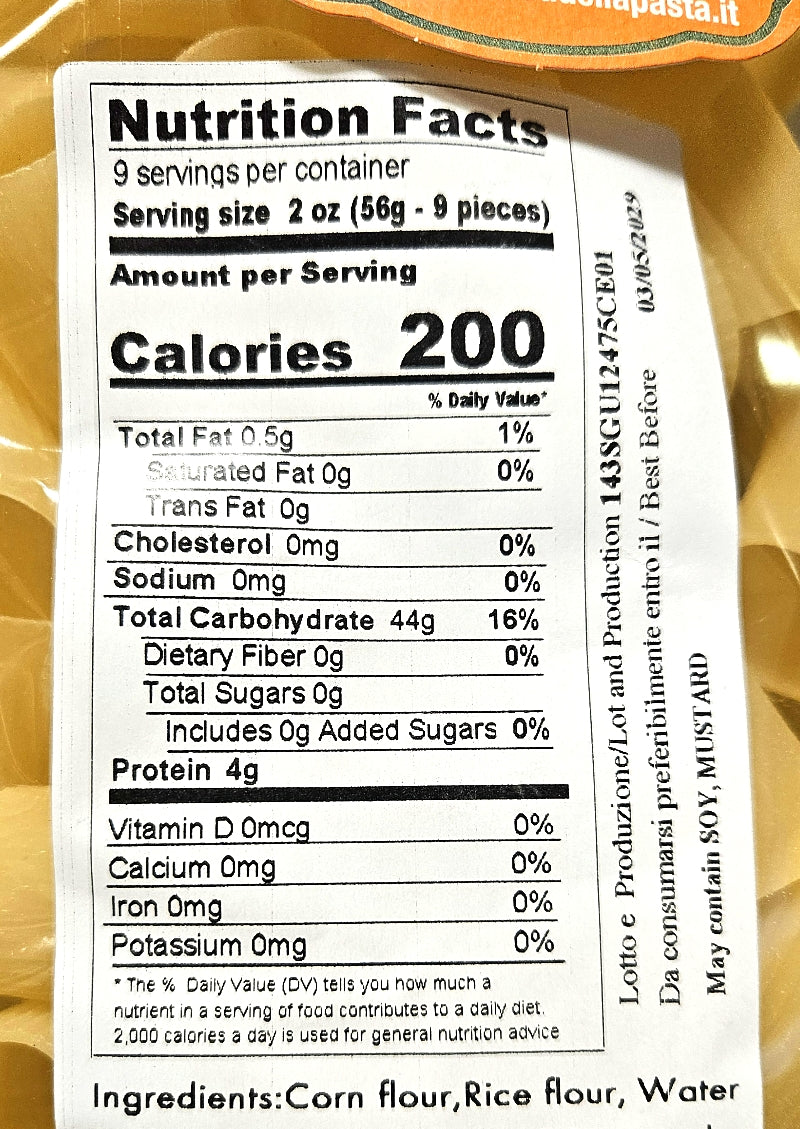 apasta.it
Nutrition Facts
9 servings per container
Serving size 2 oz (56g - 9 pieces)
Amount per Serving
Calories 200
% Daily Value*
Total Fat 0.5g 1%
Saturated Fat 0g 0%
Trans Fat 0g
Cholesterol 0mg 0%
Sodium 0mg 0%
Total Carbohydrate 44g 16%
Dietary Fiber 0g 0%
Total Sugars 0g
Includes 0g Added Sugars 0%
Protein 4g
Vitamin D 0mcg 0%
Calcium 0mg 0%
Iron 0mg 0%
Potassium 0mg 0%
* The % Daily Value (DV) tells you how much a
nutrient in a serving of food contributes to a daily diet.
2,000 calories a day is used for general nutrition advice
Ingredients:Corn flour,Rice flour, Water
Lotto e Produzione/Lot and Production 143SGU12475CE01
Da consumarsi preferibilmente entro il / Best Before 03/05/2029
May contain SOY, MUSTARD